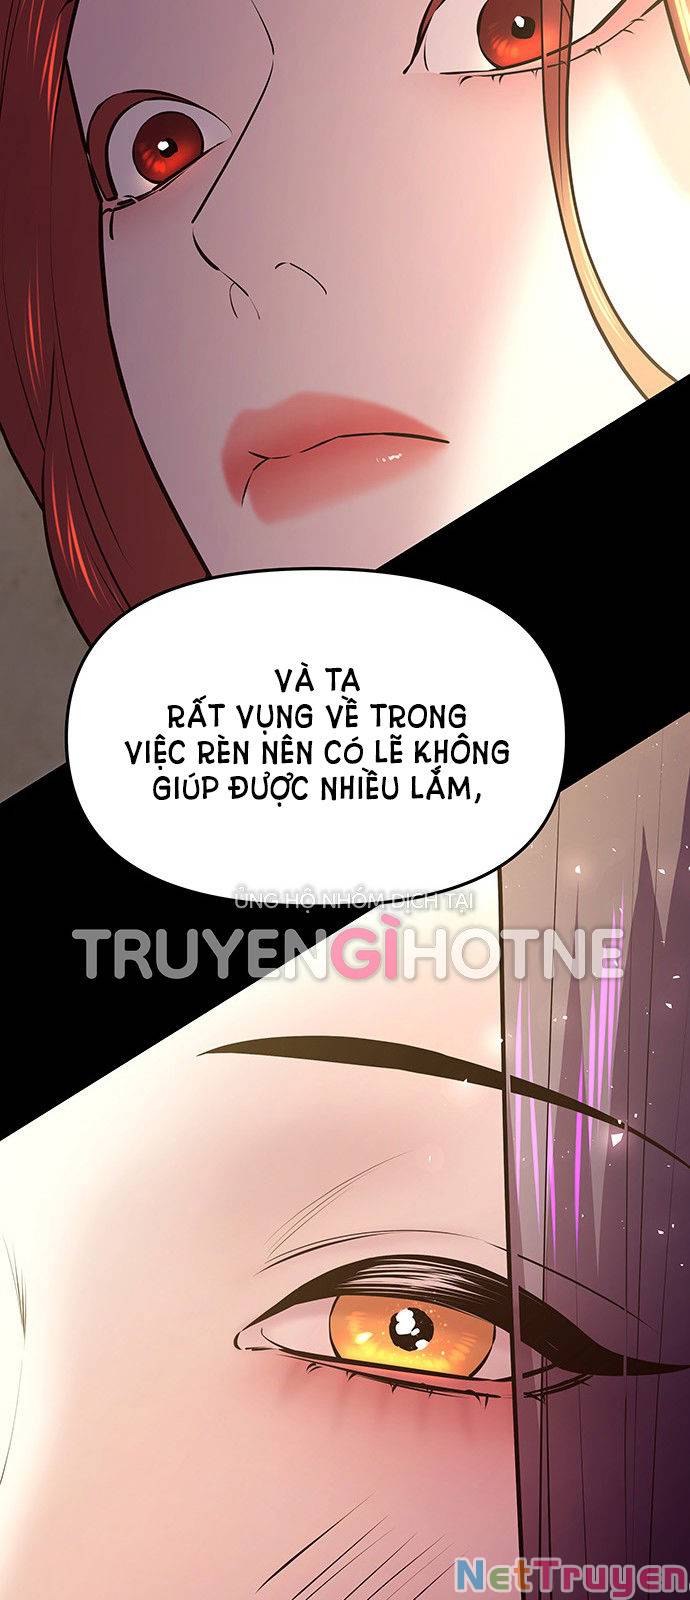 VÀ TA
RẤT VỤNG VỀ TRONG
VIỆC RÈN NÊN CÓ LẼ KHÔNG
GIÚP ĐƯỢC NHIỀU LẮM,
ỦNG HỘ NHÓM DỊCH TẠI
TRUYENGIHOTNE
NetTruyen